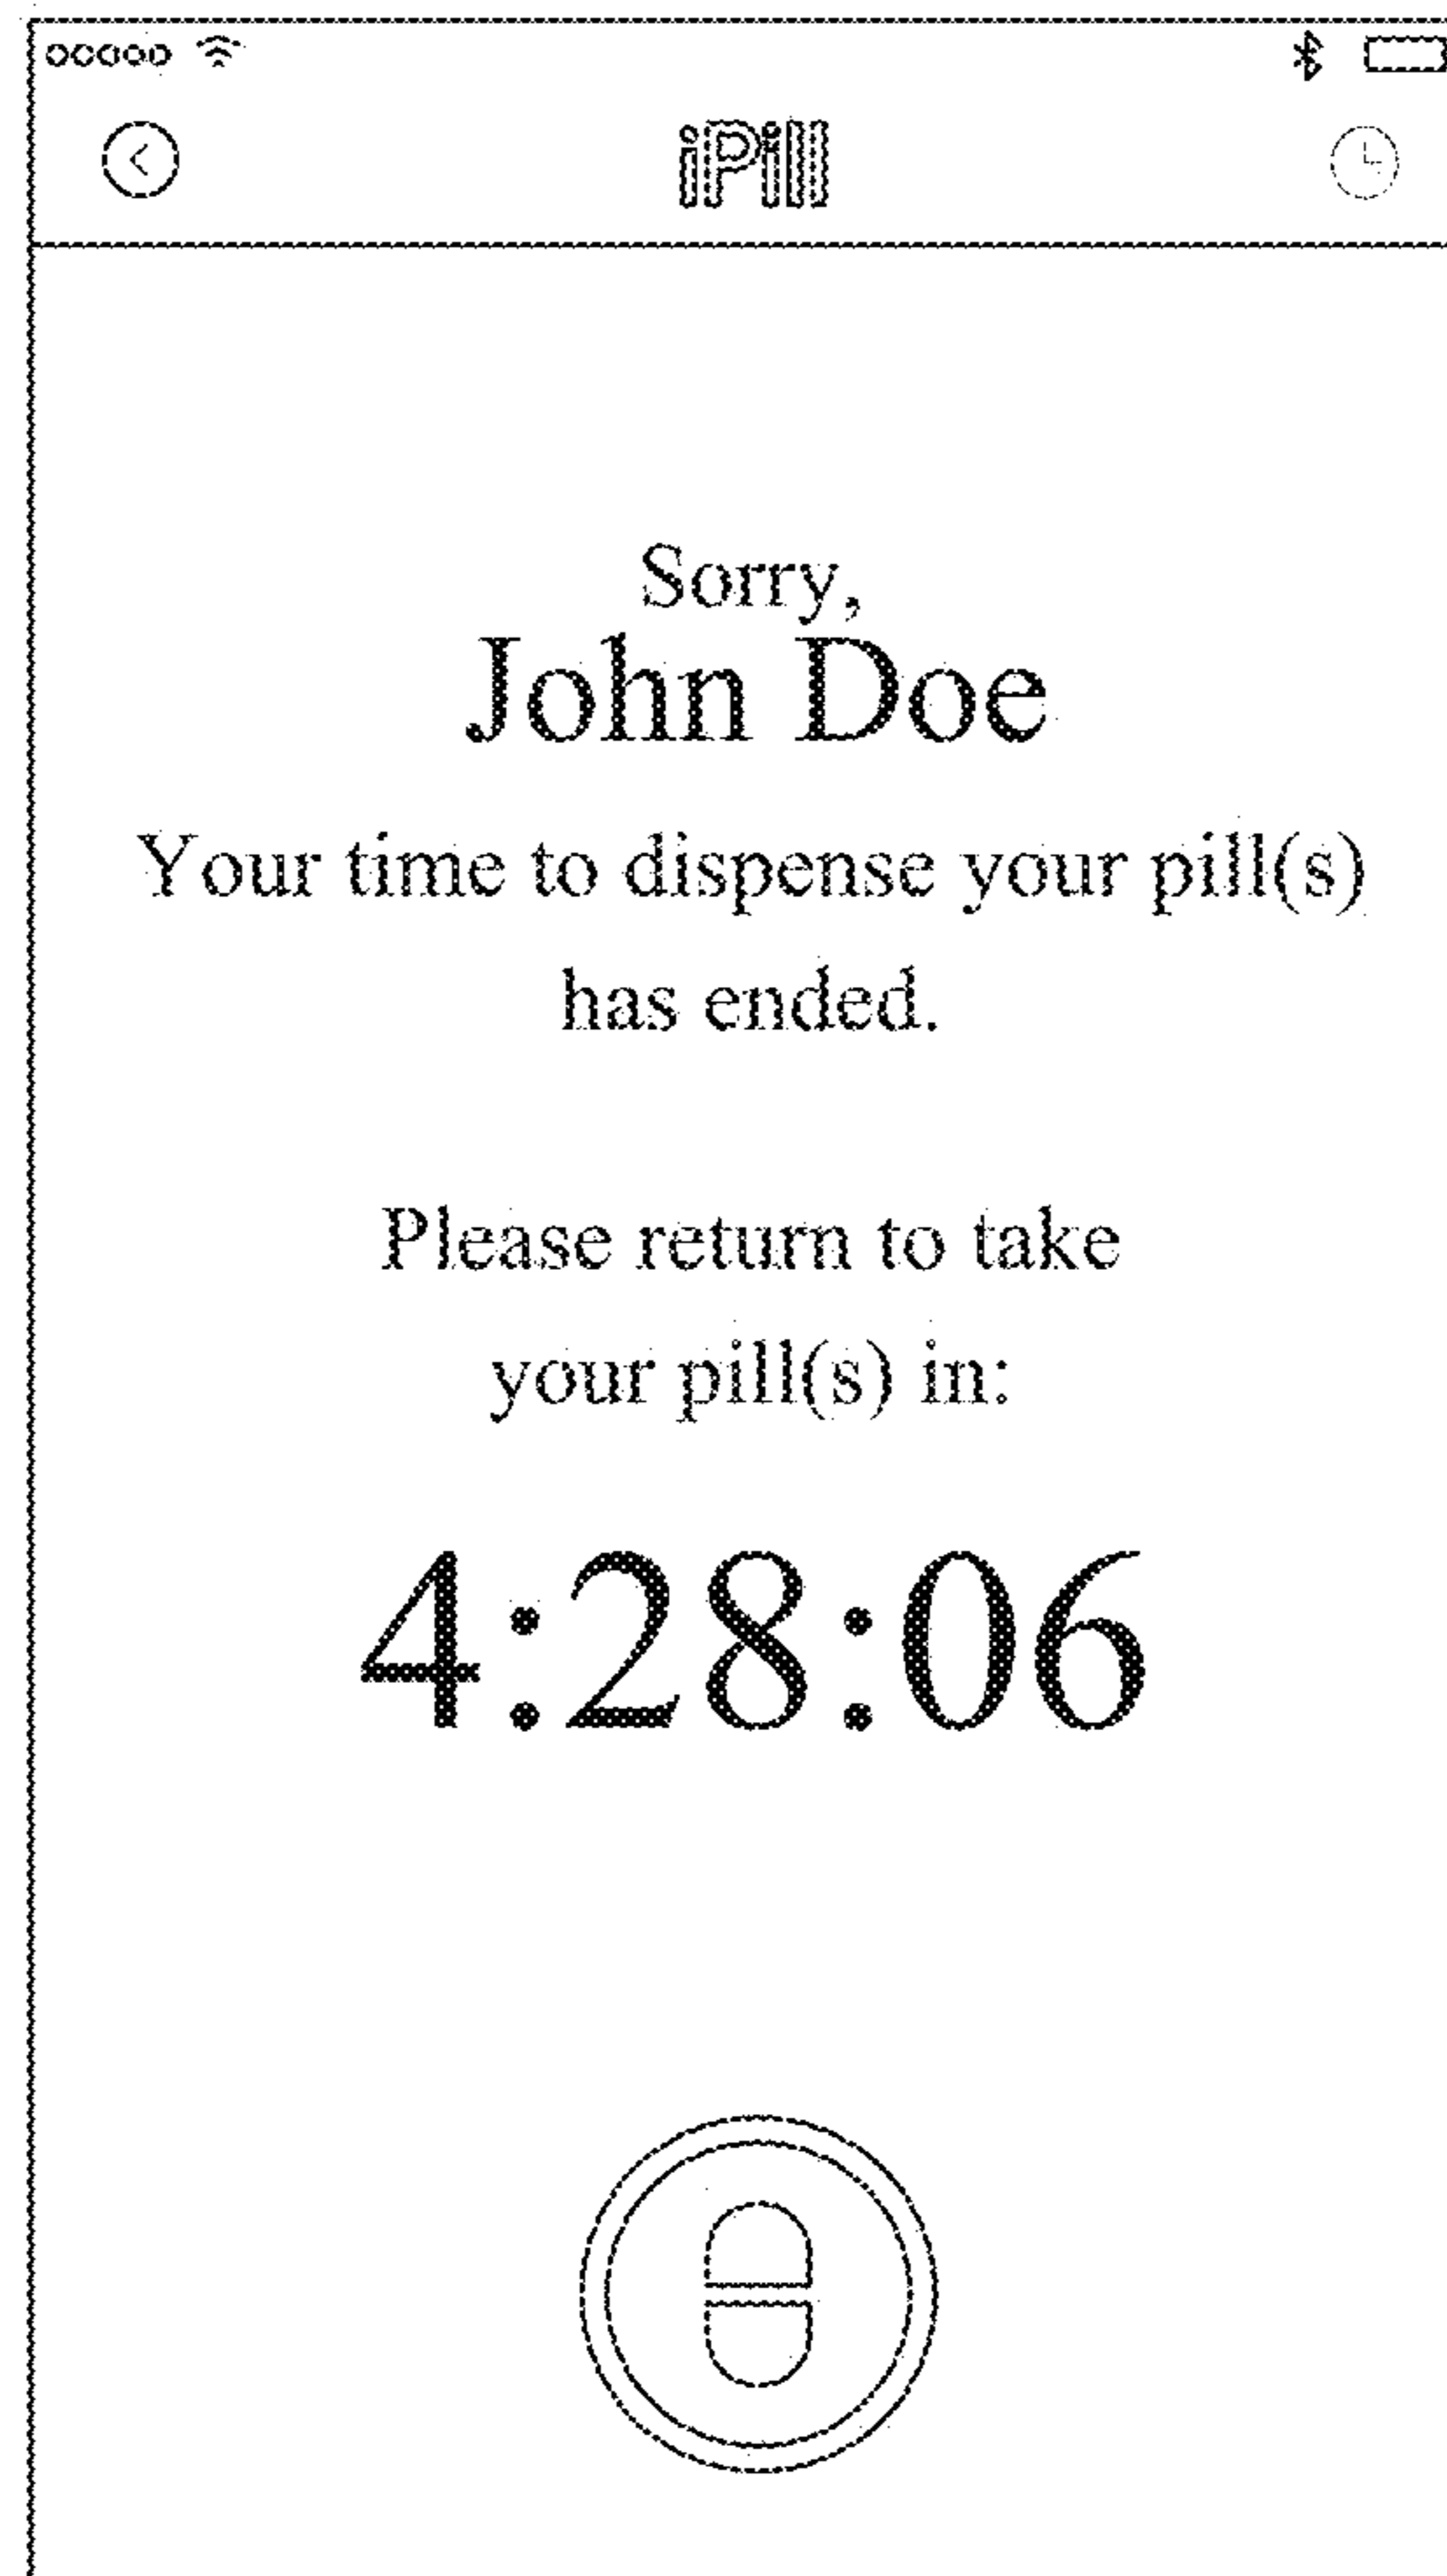 iPill
Sorry,
John Doe
Your time to dispense your pill(s)
has ended.
Please return to take
your pill(s) in:
4:28:06